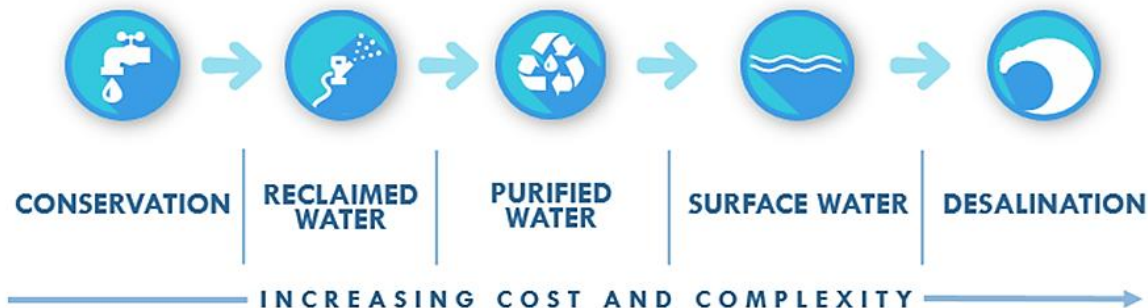 CONSERVATION
RECLAIMED
WATER
PURIFIED
WATER
SURFACE WATER
DESALINATION
INCREASING COST AND COMPLEXITY